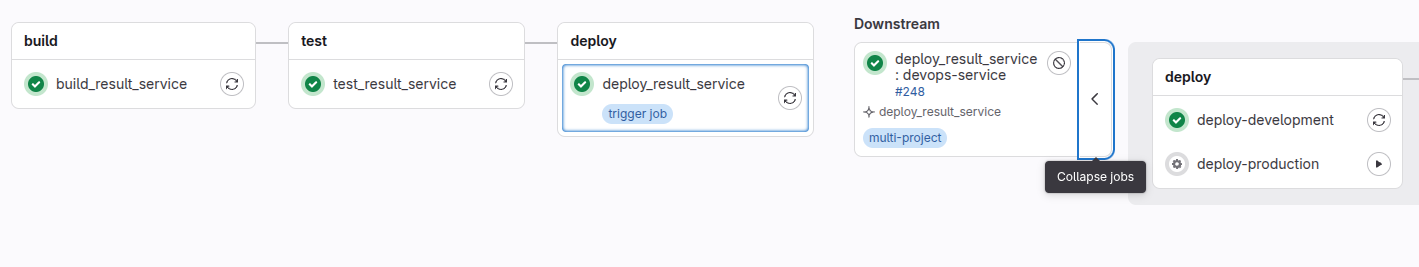 build
build_result_service
test
test_result_service
deploy
deploy_result_service
trigger job
Downstream
deploy_result_service
: devops-service
#248
deploy_result_service
multi-project
Collapse jobs
deploy
deploy-development
deploy-production